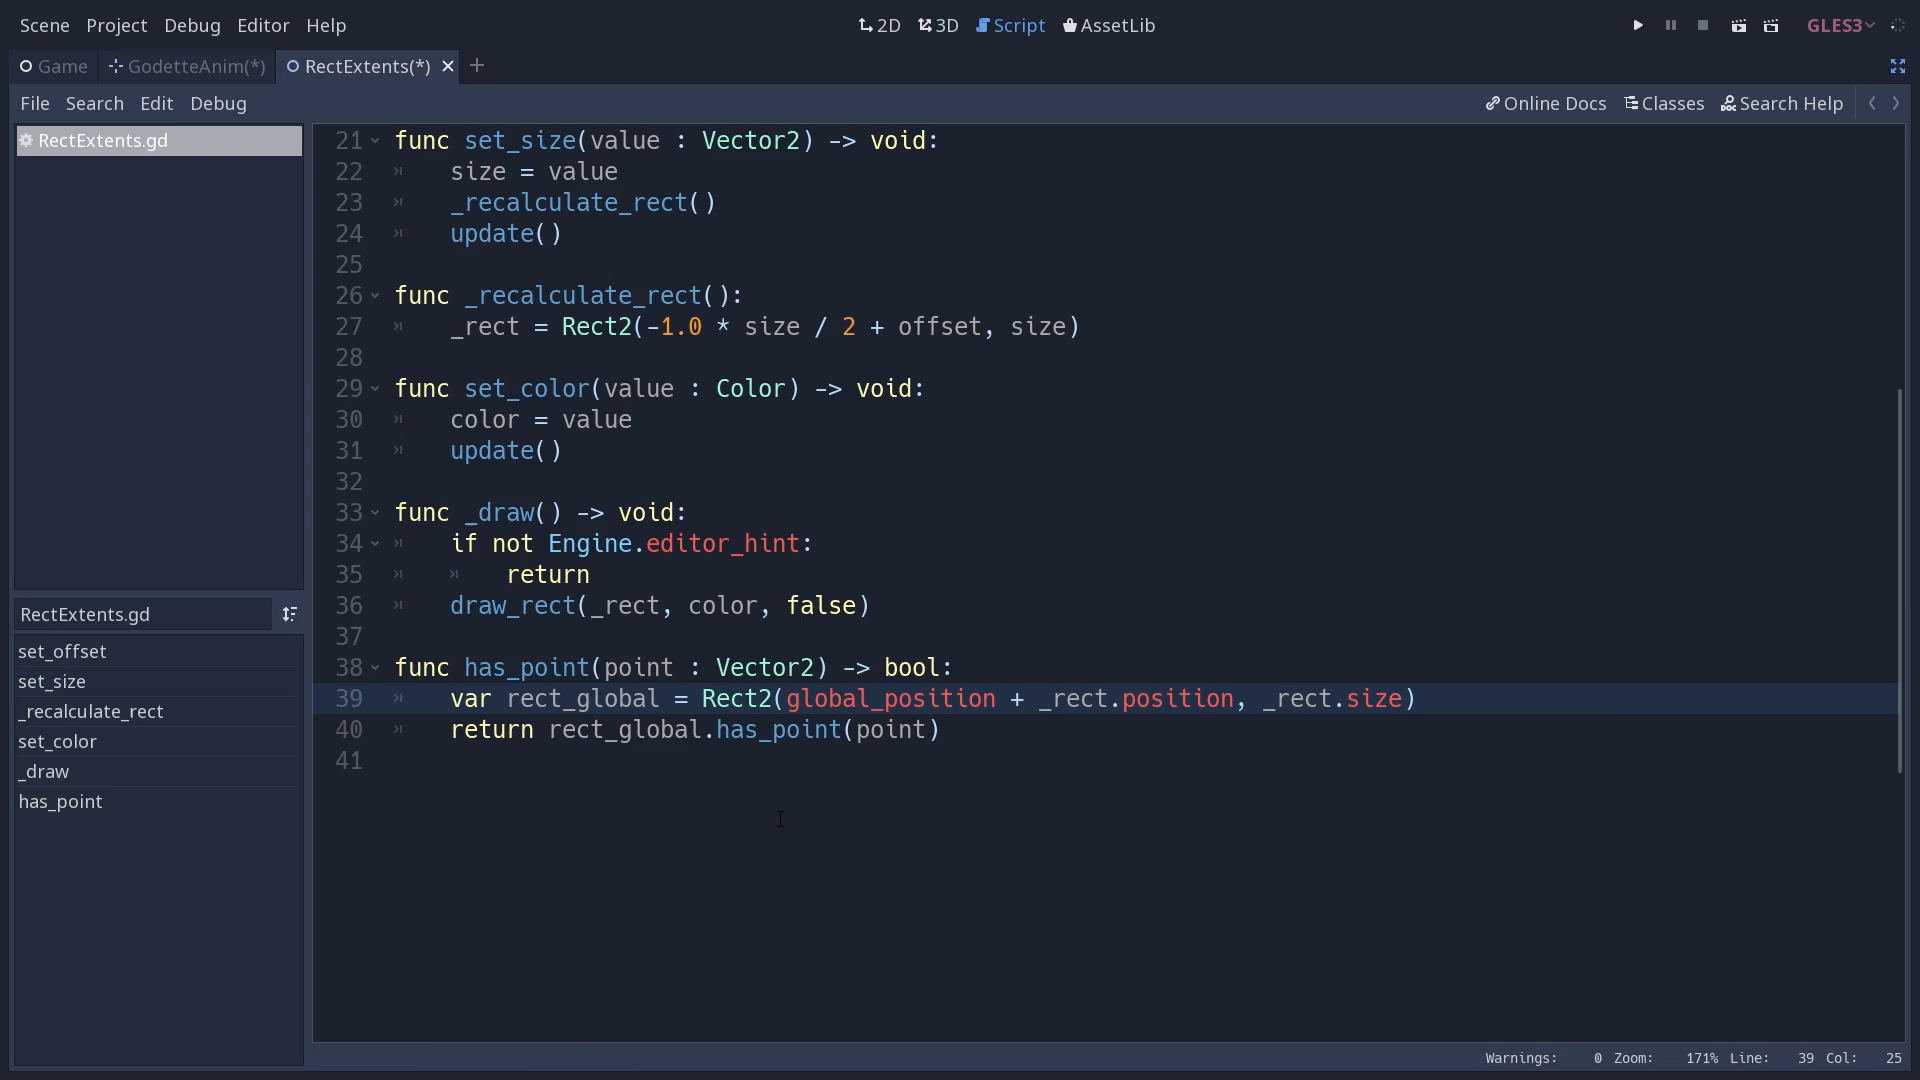 Scene Project Debug Editor Help
2D 3D Script AssetLib
GLES3
Game GodetteAnim(*) RectExtents(*)
File Search Edit Debug
Online Docs Classes Search Help
RectExtents.gd
RectExtents.gd
set_offset
set_size
_recalculate_rect
set_color
_draw
has_point
21 func set_size(value : Vector2) -> void:
22 size = value
23 _recalculate_rect()
24 update()
25
26 func _recalculate_rect():
27 _rect = Rect2(-1.0 * size / 2 + offset, size)
28
29 func set_color(value : Color) -> void:
30 color = value
31 update()
32
33 func _draw() -> void:
34 if not Engine.editor_hint:
35 return
36 draw_rect(_rect, color, false)
37
38 func has_point(point : Vector2) -> bool:
39 var rect_global = Rect2(global_position + _rect.position, _rect.size)
40 return rect_global.has_point(point)
41
Warnings: 0 Zoom: 171% Line: 39 Col: 25